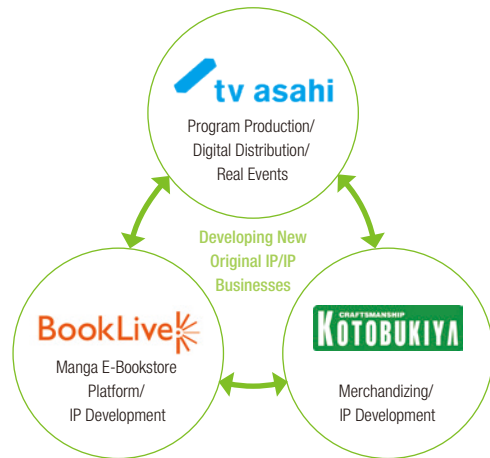 tv asahi
Program Production/
Digital Distribution/
Real Events
Developing New
Original IP/IP
Businesses
BookLive
Manga E-Bookstore
Platform/
IP Development
CRAFTSMANSHIP
KOTOBUKIYA
Merchandizing/
IP Development